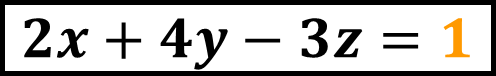 2x + 4y − 3z = 1